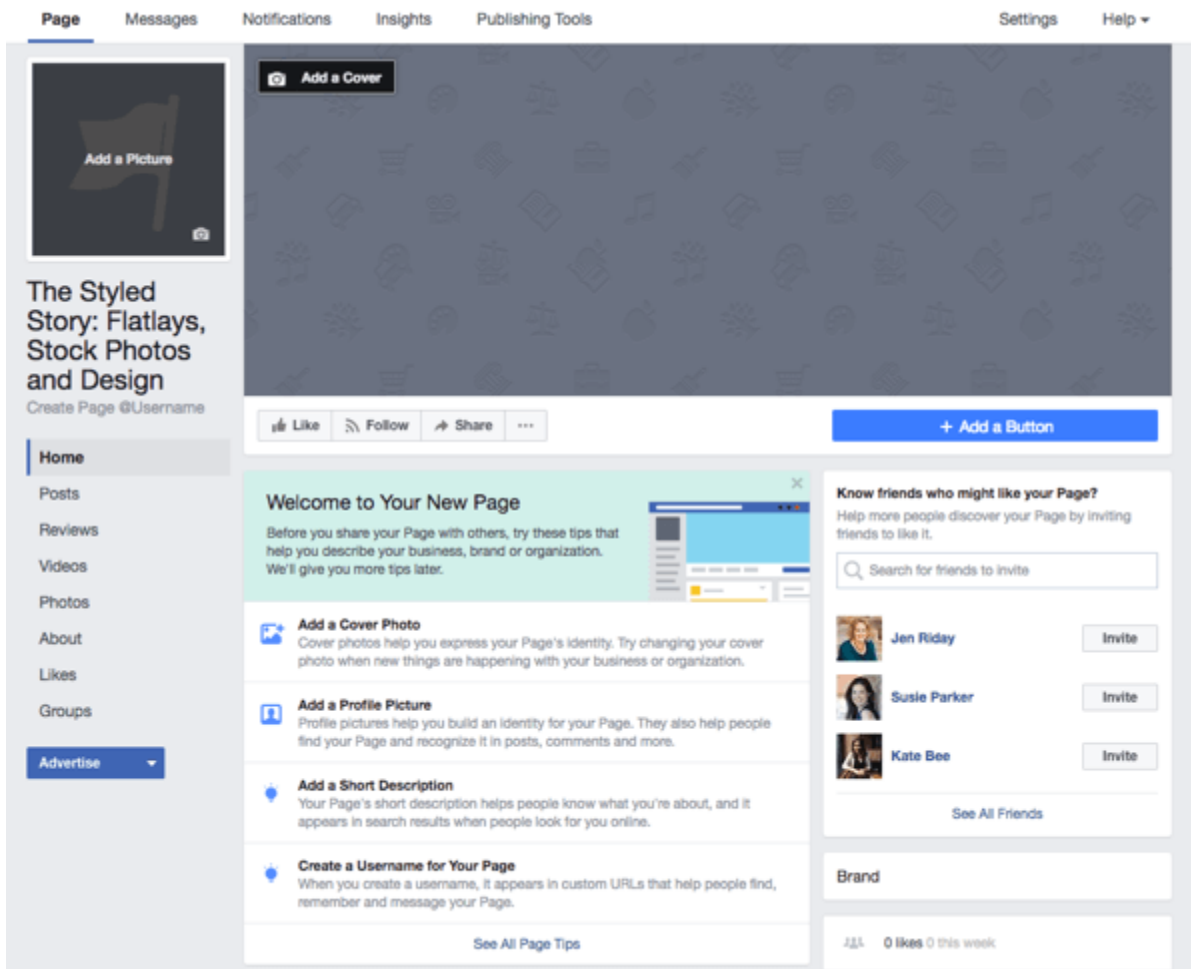 Page Messages Notifications Insights Publishing Tools Settings Help
Add a Cover
Add a Picture
The Styled
Story: Flatlays,
Stock Photos
and Design
Create Page @Username
Home
Posts
Reviews
Videos
Photos
About
Likes
Groups
Advertise
Like Follow Share ...
+ Add a Button
Welcome to Your New Page
Before you share your Page with others, try these tips that
help you describe your business, brand or organization.
We'll give you more tips later.
Add a Cover Photo
Cover photos help you express your Page's identity. Try changing your cover
photo when new things are happening with your business or organization.
Add a Profile Picture
Profile pictures help you build an identity for your Page. They also help people
find your Page and recognize it in posts, comments and more.
Add a Short Description
Your Page's short description helps people know what you're about, and it
appears in search results when people look for you online.
Create a Username for Your Page
When you create a username, it appears in custom URLs that help people find,
remember and message your Page.
See All Page Tips
Know friends who might like your Page?
Help more people discover your Page by inviting
friends to like it.
Search for friends to invite
Jen Riday Invite
Susie Parker Invite
Kate Bee Invite
See All Friends
Brand
0 likes 0 this week